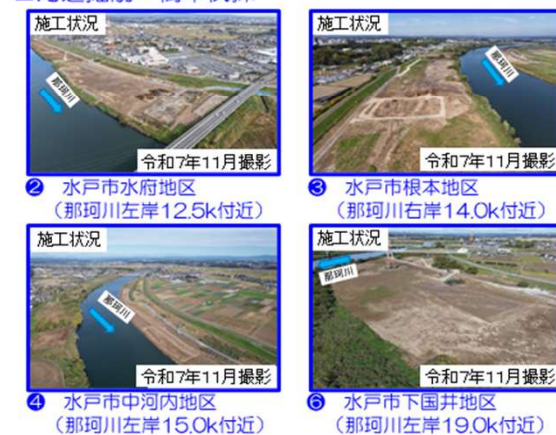 施工状況
那珂川
令和7年11月撮影
❷ 水戸市水府地区
(那珂川左岸12.5k付近)
施工状況
那珂川
令和7年11月撮影
❸ 水戸市根本地区
(那珂川右岸14.0k付近)
施工状況
那珂川
令和7年11月撮影
❹ 水戸市中河内地区
(那珂川左岸15.0k付近)
施工状況
那珂川
令和7年11月撮影
❻ 水戸市下国井地区
(那珂川左岸19.0k付近)